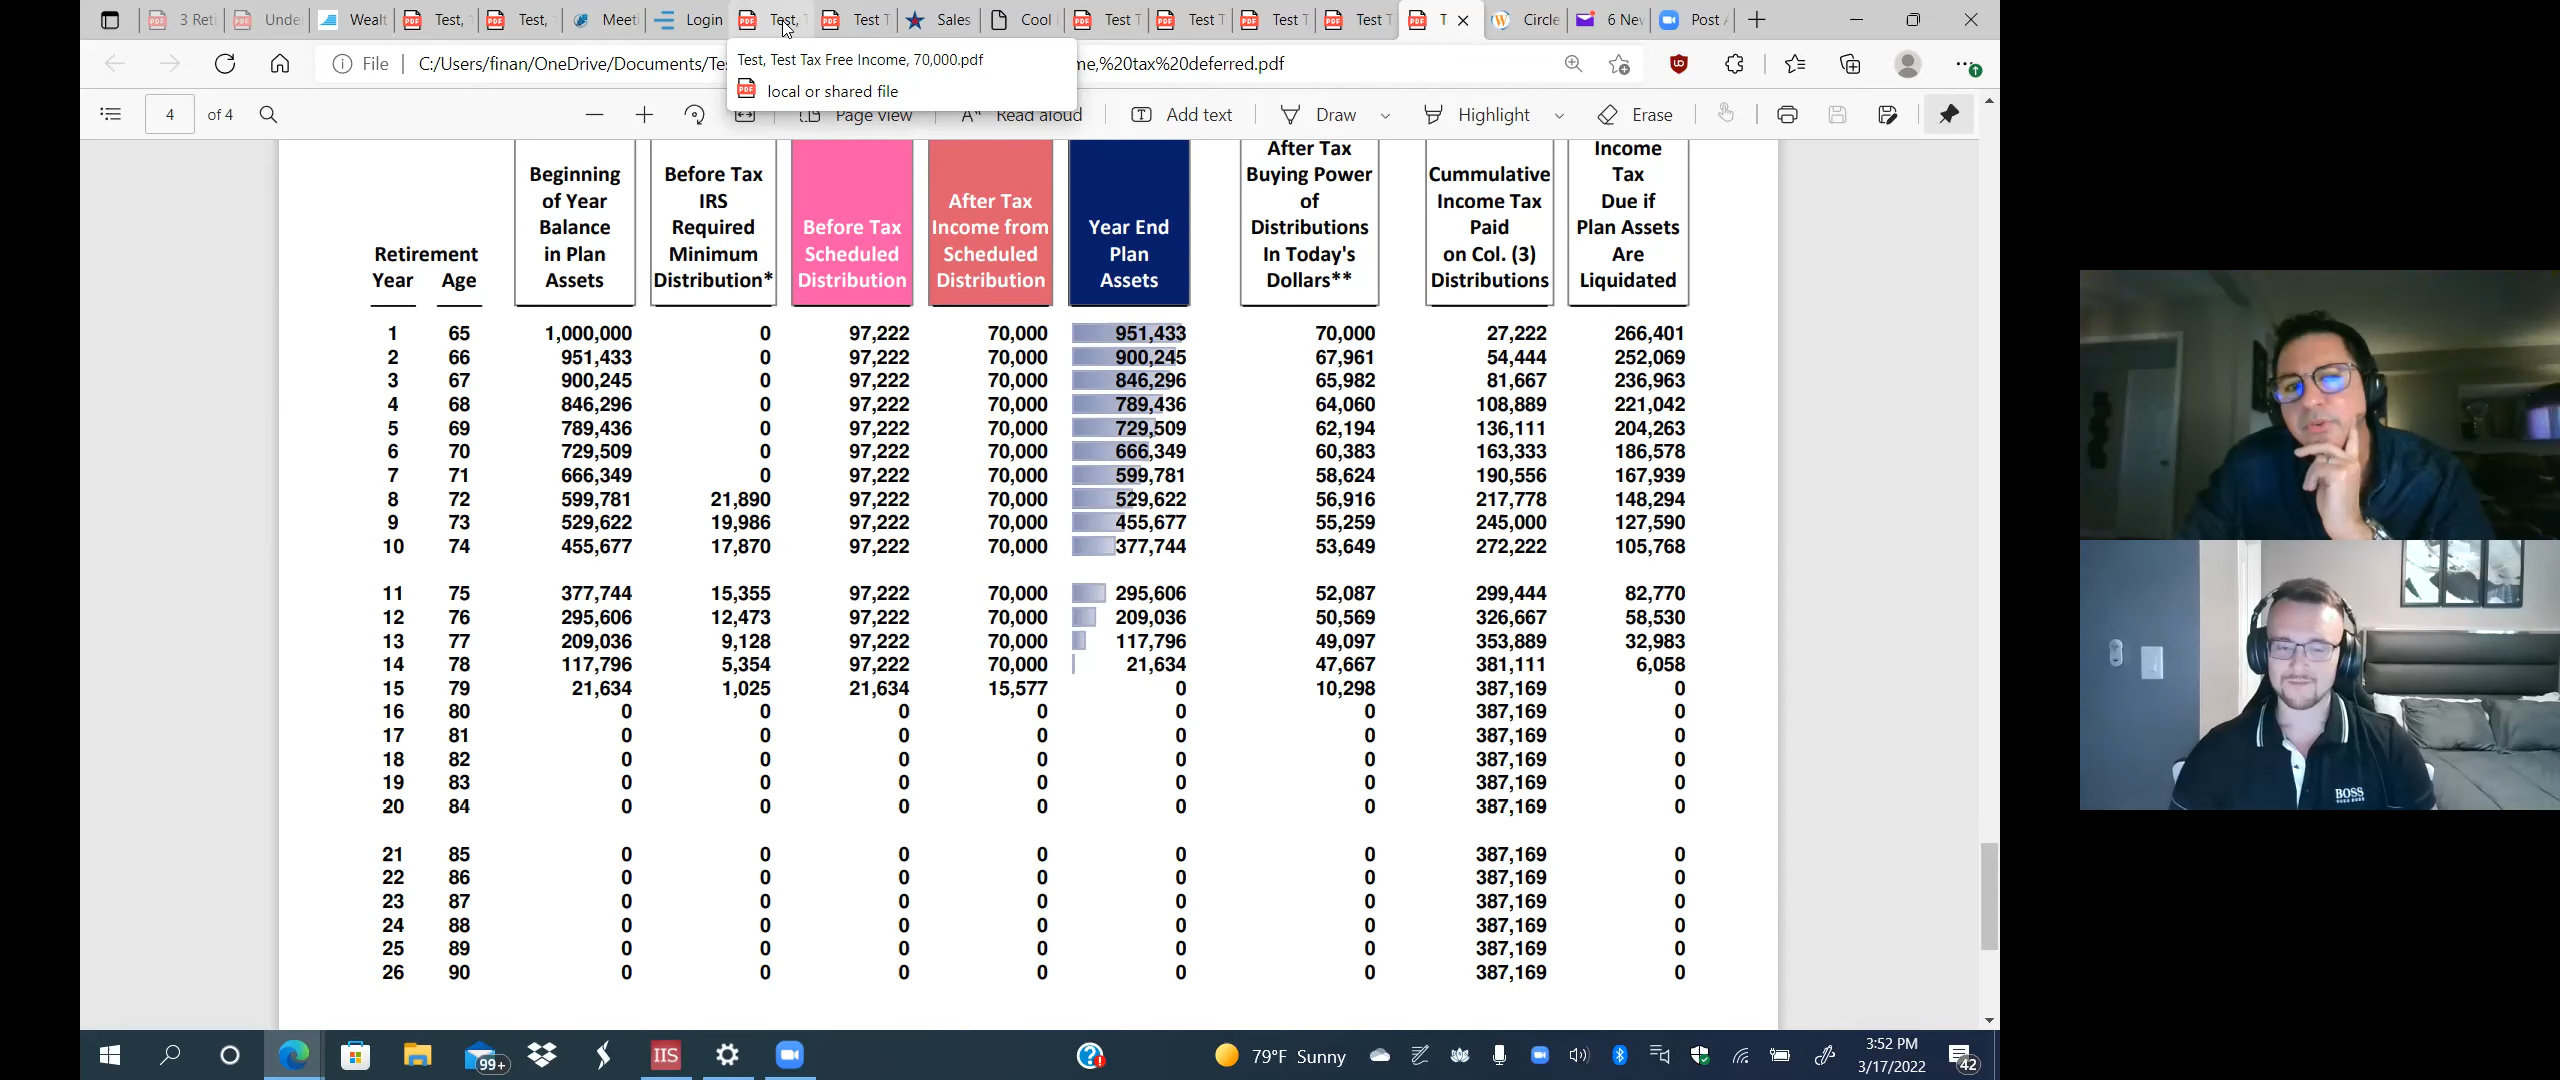 3 Reti
Unde
Wealt
Test,
Test,
Meeti
Login
Test,
Test T
Sales
Cool
Test T
Test T
Test T
Test T
T
Circle
6 Nev
Post
File C:/Users/finan/OneDrive/Documents/Te
me,%20tax%20deferred.pdf
Test, Test Tax Free Income, 70,000.pdf
local or shared file
4 of 4
Page view
Read aloud
Add text
Draw
Highlight
Erase
Retirement
Year Age
Beginning
of Year
Balance
in Plan
Assets
Before Tax
IRS
Required
Minimum
Distribution*
Before Tax
Scheduled
Distribution
After Tax
Income from
Scheduled
Distribution
Year End
Plan
Assets
After Tax
Buying Power
of
Distributions
In Today's
Dollars**
Cummulative
Income Tax
Paid
on Col. (3)
Distributions
Income
Tax
Due if
Plan Assets
Are
Liquidated
1 65 1,000,000 0 97,222 70,000 951,433 70,000 27,222 266,401
2 66 951,433 0 97,222 70,000 900,245 67,961 54,444 252,069
3 67 900,245 0 97,222 70,000 846,296 65,982 81,667 236,963
4 68 846,296 0 97,222 70,000 789,436 64,060 108,889 221,042
5 69 789,436 0 97,222 70,000 729,509 62,194 136,111 204,263
6 70 729,509 0 97,222 70,000 666,349 60,383 163,333 186,578
7 71 666,349 0 97,222 70,000 599,781 58,624 190,556 167,939
8 72 599,781 21,890 97,222 70,000 529,622 56,916 217,778 148,294
9 73 529,622 19,986 97,222 70,000 455,677 55,259 245,000 127,590
10 74 455,677 17,870 97,222 70,000 377,744 53,649 272,222 105,768
11 75 377,744 15,355 97,222 70,000 295,606 52,087 299,444 82,770
12 76 295,606 12,473 97,222 70,000 209,036 50,569 326,667 58,530
13 77 209,036 9,128 97,222 70,000 117,796 49,097 353,889 32,983
14 78 117,796 5,354 97,222 70,000 21,634 47,667 381,111 6,058
15 79 21,634 1,025 21,634 15,577 0 10,298 387,169 0
16 80 0 0 0 0 0 0 387,169 0
17 81 0 0 0 0 0 0 387,169 0
18 82 0 0 0 0 0 0 387,169 0
19 83 0 0 0 0 0 0 387,169 0
20 84 0 0 0 0 0 0 387,169 0
21 85 0 0 0 0 0 0 387,169 0
22 86 0 0 0 0 0 0 387,169 0
23 87 0 0 0 0 0 0 387,169 0
24 88 0 0 0 0 0 0 387,169 0
25 89 0 0 0 0 0 0 387,169 0
26 90 0 0 0 0 0 0 387,169 0
BOSS
HUGO BOSS
99+
IIS
79°F Sunny
3:52 PM
3/17/2022
42